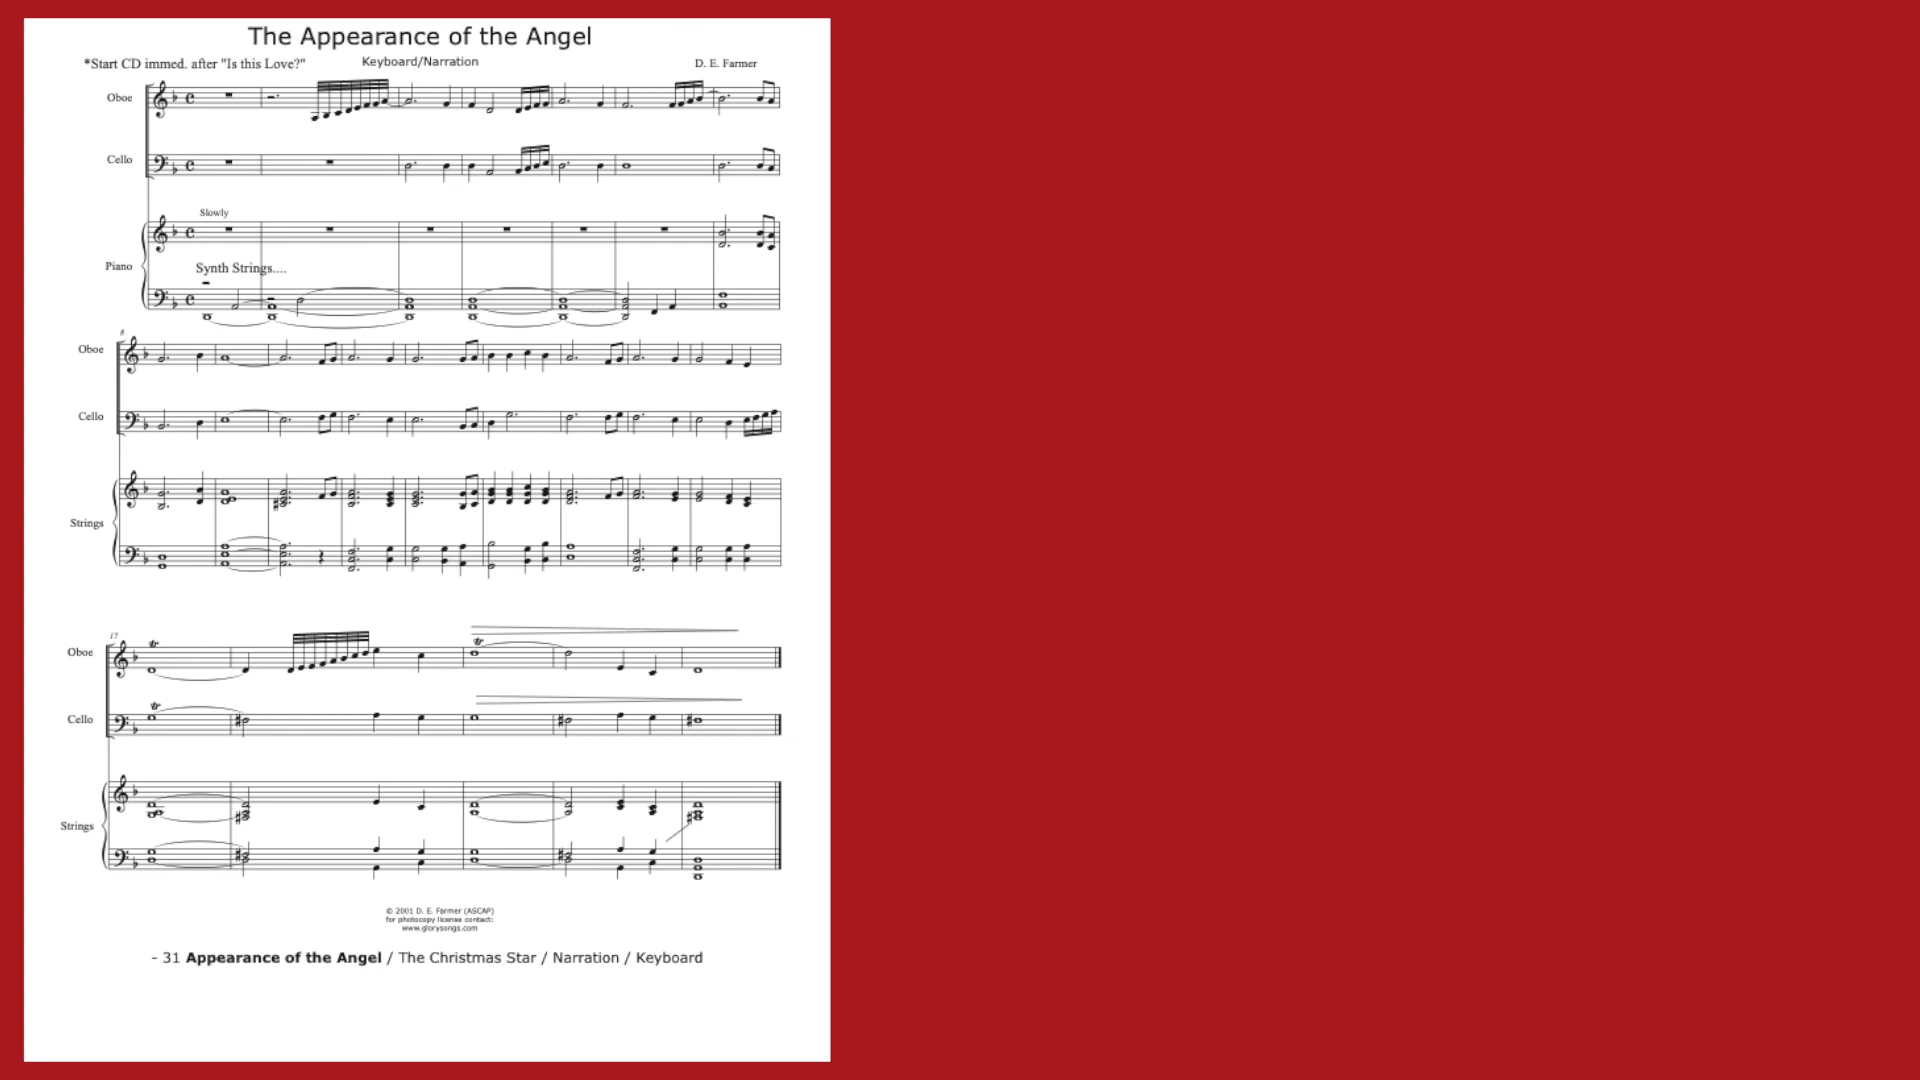 The Appearance of the Angel
*Start CD immed. after "Is this Love?"
Keyboard/Narration
D. E. Farmer
Oboe
Cello
Slowly
Piano
Synth Strings....
8
Oboe
Cello
Strings
17
Oboe
Cello
Strings
© 2001 D. E. Farmer (ASCAP)
for photocopy license contact:
www.glorysongs.com
- 31 Appearance of the Angel / The Christmas Star / Narration / Keyboard